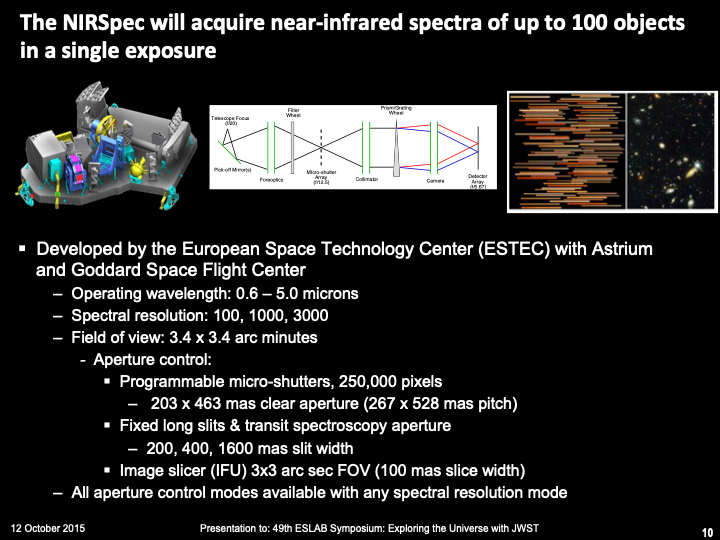 The NIRSpec will acquire near-infrared spectra of up to 100 objects
in a single exposure
Telescope Focus
(f/20)
Filter
Wheel
Prism/Grating
Wheel
Pick-off Mirror(s)
Foreoptics
Micro-shutter
Array
(f/12.5)
Collimator
Camera
Detector
Array
(f/5.67)
▪ Developed by the European Space Technology Center (ESTEC) with Astrium
and Goddard Space Flight Center
– Operating wavelength: 0.6 – 5.0 microns
– Spectral resolution: 100, 1000, 3000
– Field of view: 3.4 x 3.4 arc minutes
- Aperture control:
▪ Programmable micro-shutters, 250,000 pixels
– 203 x 463 mas clear aperture (267 x 528 mas pitch)
▪ Fixed long slits & transit spectroscopy aperture
– 200, 400, 1600 mas slit width
▪ Image slicer (IFU) 3x3 arc sec FOV (100 mas slice width)
– All aperture control modes available with any spectral resolution mode
12 October 2015
Presentation to: 49th ESLAB Symposium: Exploring the Universe with JWST
10